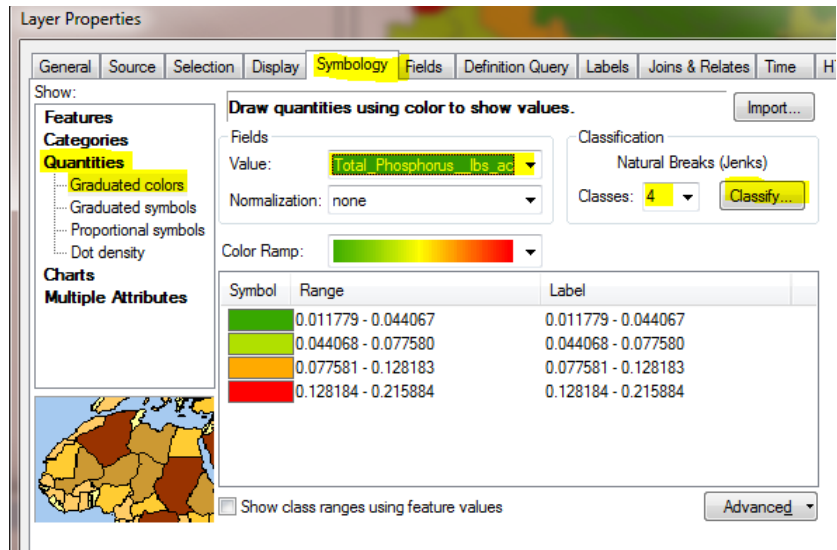 Layer Properties
General Source Selection Display Symbology Fields Definition Query Labels Joins & Relates Time
Show:
Features
Categories
Quantities
Graduated colors
Graduated symbols
Proportional symbols
Dot density
Charts
Multiple Attributes
Draw quantities using color to show values.
Import...
Fields
Value: Total_Phosphorus__lbs_ac
Normalization: none
Classification
Natural Breaks (Jenks)
Classes: 4 Classify...
Color Ramp:
Symbol Range Label
0.011779 - 0.044067 0.011779 - 0.044067
0.044068 - 0.077580 0.044068 - 0.077580
0.077581 - 0.128183 0.077581 - 0.128183
0.128184 - 0.215884 0.128184 - 0.215884
Show class ranges using feature values
Advanced